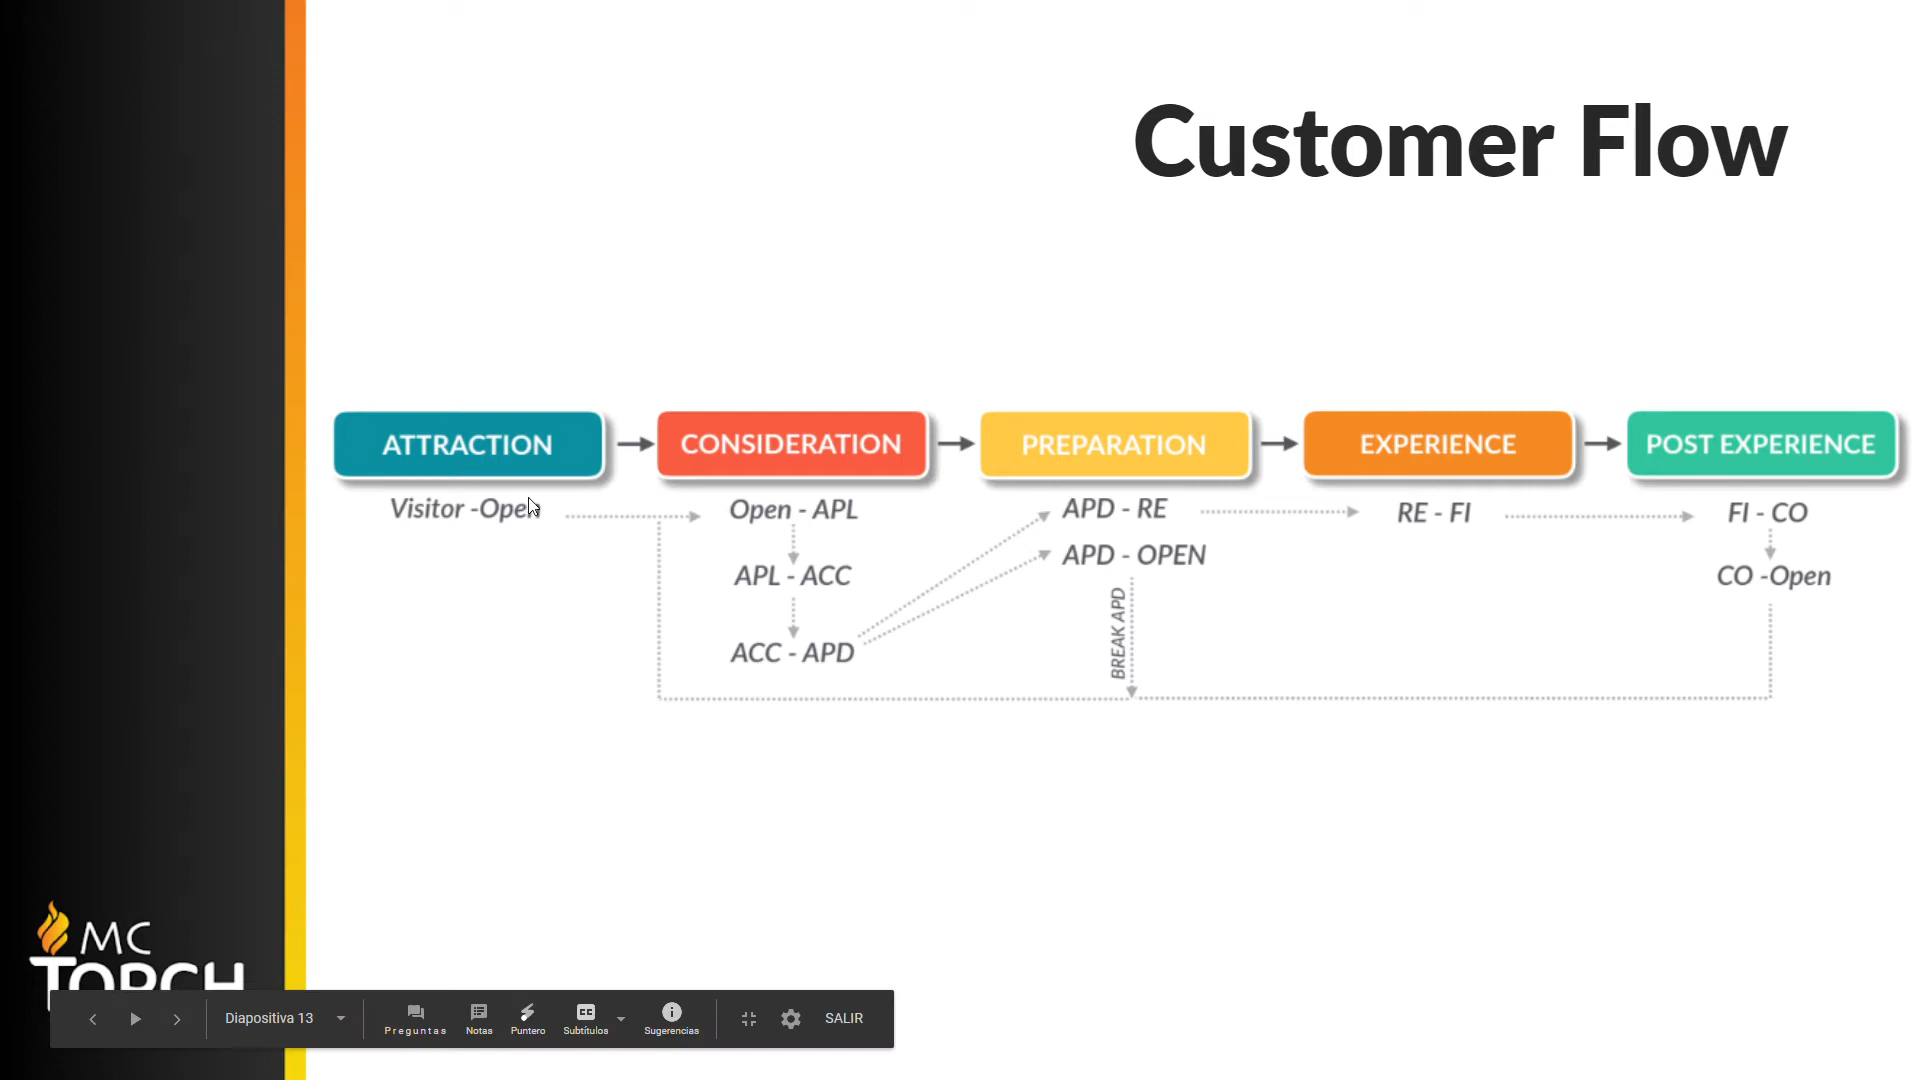 Customer Flow
ATTRACTION
CONSIDERATION
PREPARATION
EXPERIENCE
POST EXPERIENCE
Visitor -Open
Open - APL
APD - RE
RE - FI
FI - CO
APD - OPEN
APL - ACC
CO -Open
BREAK APD
ACC - APD
MC
TORCH
Diapositiva 13
Preguntas
Notas
Puntero
Subtítulos
Sugerencias
SALIR